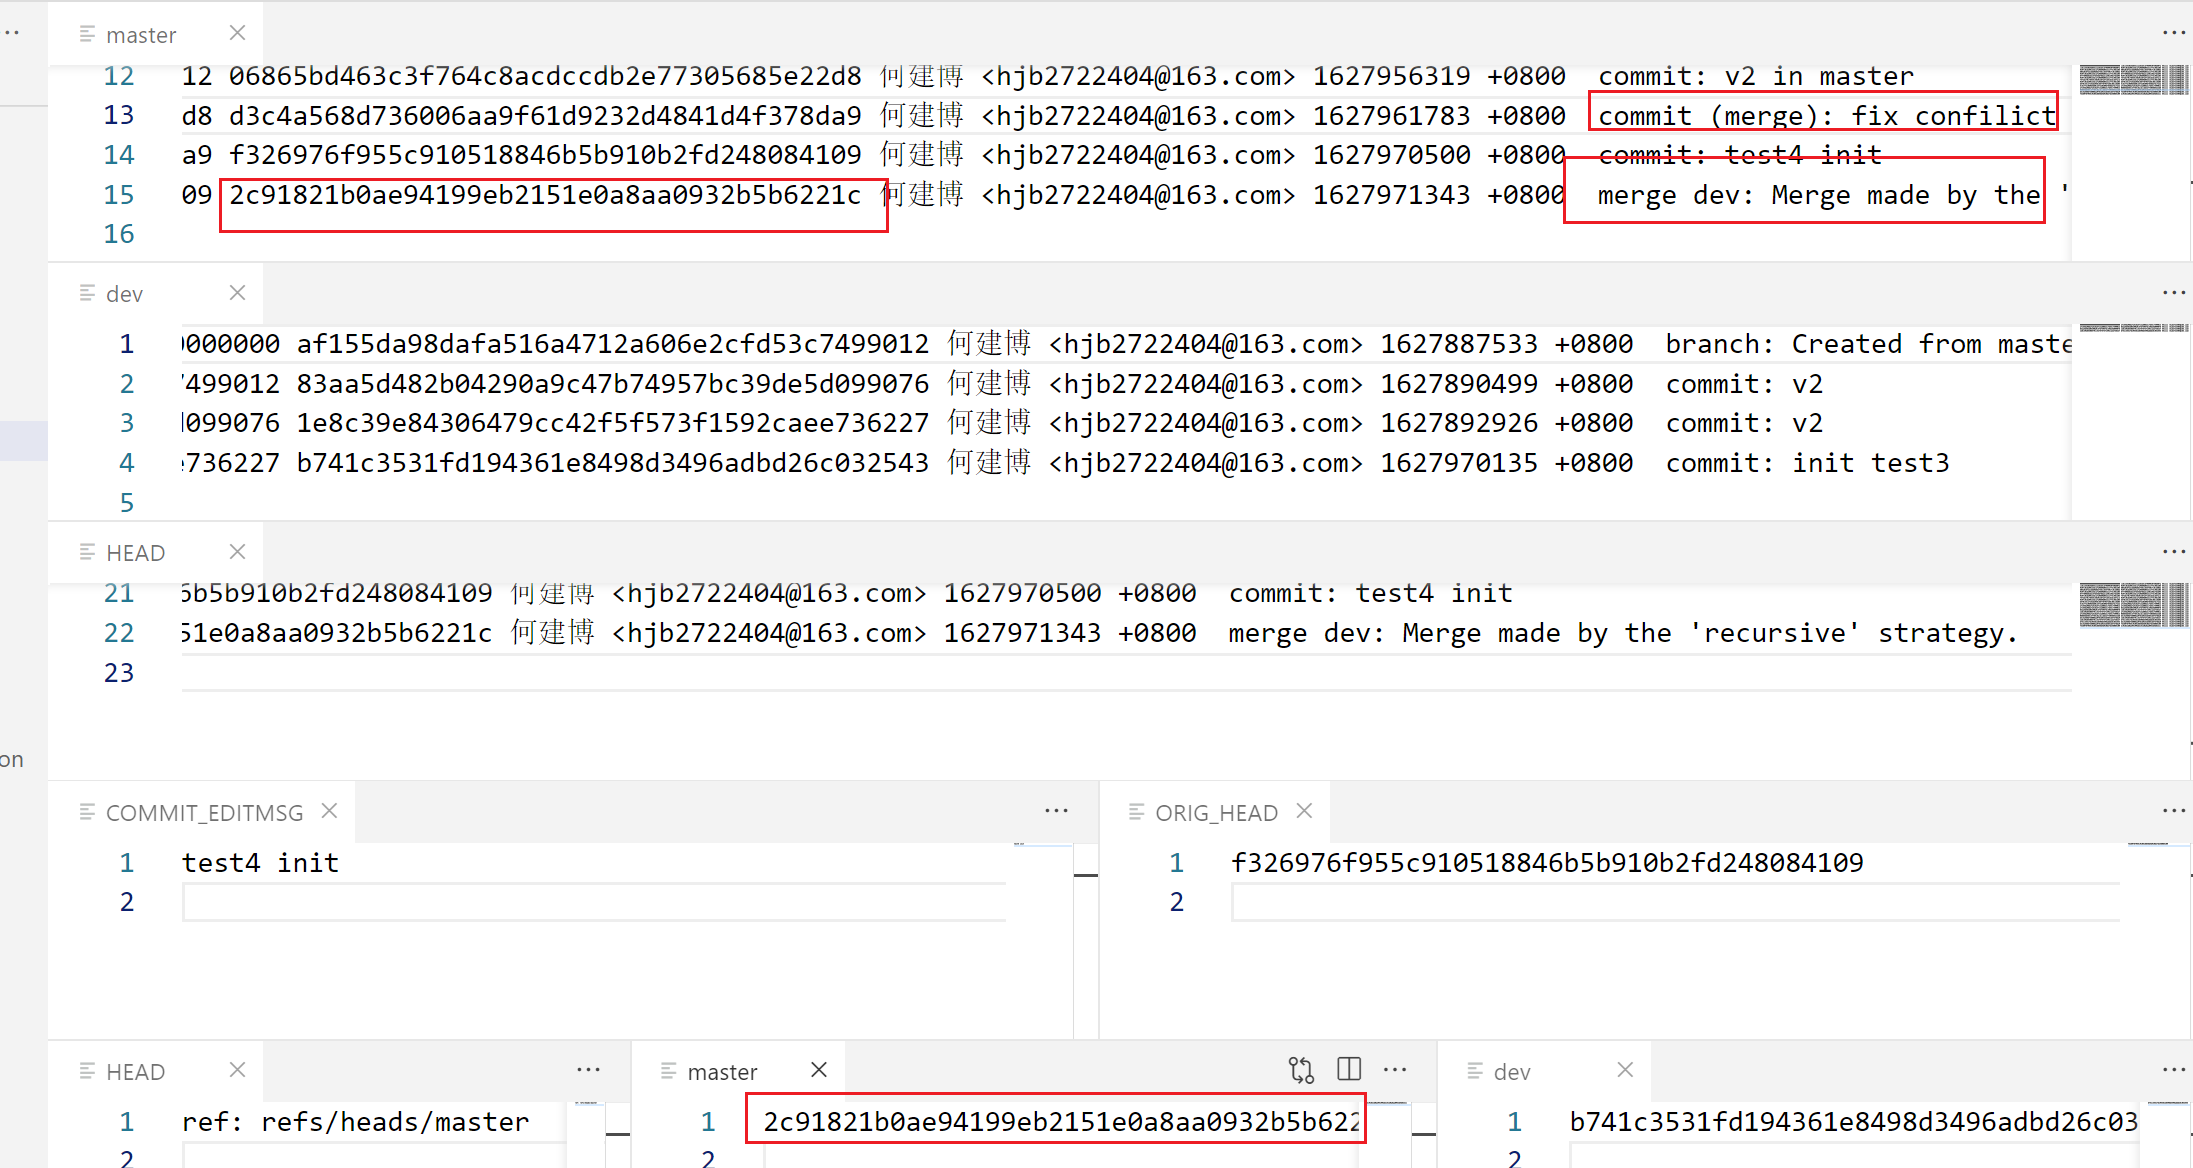 master
12 12 06865bd463c3f764c8acdccdb2e77305685e22d8 何建博 <hjb2722404@163.com> 1627956319 +0800 commit: v2 in master
13 d8 d3c4a568d736006aa9f61d9232d4841d4f378da9 何建博 <hjb2722404@163.com> 1627961783 +0800 commit (merge): fix confilict
14 a9 f326976f955c910518846b5b910b2fd248084109 何建博 <hjb2722404@163.com> 1627970500 +0800 commit: test4 init
15 09 2c91821b0ae94199eb2151e0a8aa0932b5b6221c 何建博 <hjb2722404@163.com> 1627971343 +0800 merge dev: Merge made by the '
16
dev
1 0000000 af155da98dafa516a4712a606e2cfd53c7499012 何建博 <hjb2722404@163.com> 1627887533 +0800 branch: Created from maste
2 7499012 83aa5d482b04290a9c47b74957bc39de5d099076 何建博 <hjb2722404@163.com> 1627890499 +0800 commit: v2
3 d099076 1e8c39e84306479cc42f5f573f1592caee736227 何建博 <hjb2722404@163.com> 1627892926 +0800 commit: v2
4 e736227 b741c3531fd194361e8498d3496adbd26c032543 何建博 <hjb2722404@163.com> 1627970135 +0800 commit: init test3
5
HEAD
21 6b5b910b2fd248084109 何建博 <hjb2722404@163.com> 1627970500 +0800 commit: test4 init
22 51e0a8aa0932b5b6221c 何建博 <hjb2722404@163.com> 1627971343 +0800 merge dev: Merge made by the 'recursive' strategy.
23
on
COMMIT_EDITMSG
1 test4 init
2
ORIG_HEAD
1 f326976f955c910518846b5b910b2fd248084109
2
HEAD
1 ref: refs/heads/master
2
master
1 2c91821b0ae94199eb2151e0a8aa0932b5b622
2
dev
1 b741c3531fd194361e8498d3496adbd26c03
2